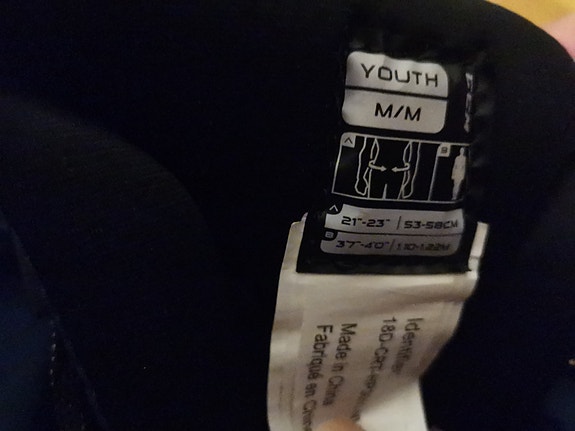 YOUTH
M/M
A
B
A
21"-23" / 53-58CM
B
3'7"-4'0" / 1.10-1.22M
Identifier
Made in China
Fabriqué en Chine